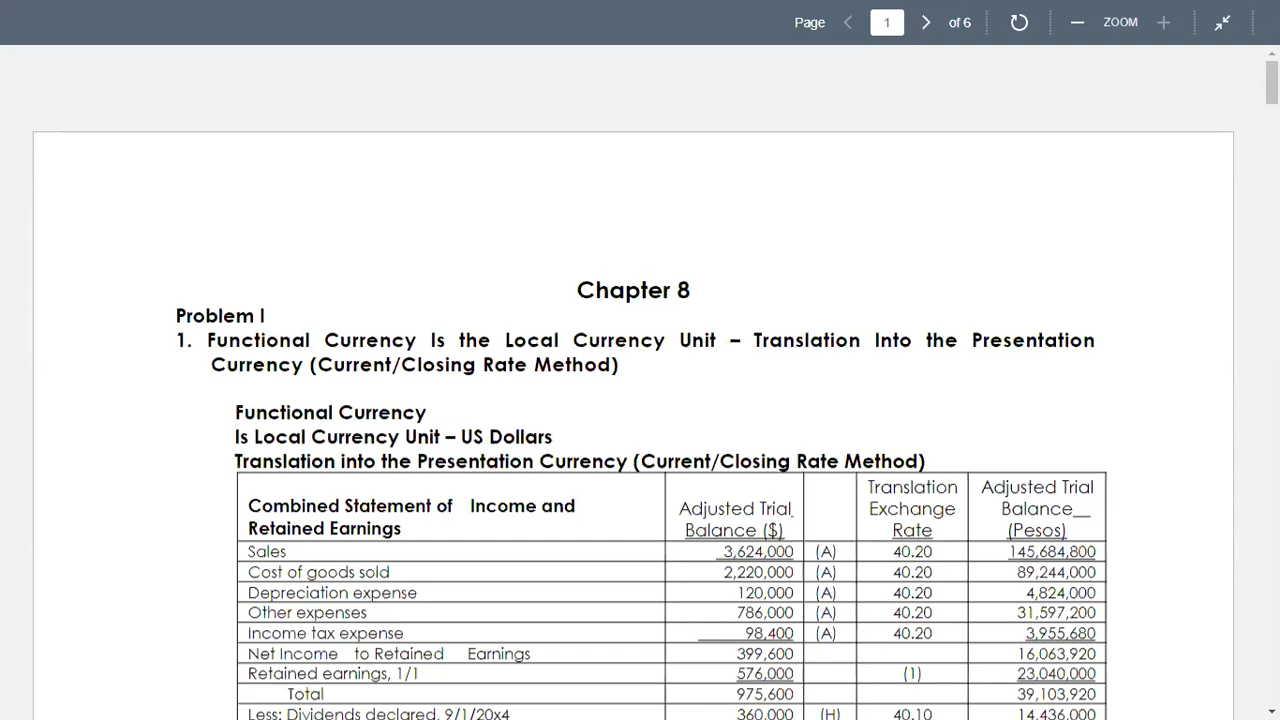 Page 1 of 6 ZOOM
Chapter 8
Problem I
1. Functional Currency Is the Local Currency Unit – Translation Into the Presentation
Currency (Current/Closing Rate Method)
Functional Currency
Is Local Currency Unit – US Dollars
Translation into the Presentation Currency (Current/Closing Rate Method)
Combined Statement of Income and Retained Earnings Adjusted Trial Balance ($) Translation Exchange Rate Adjusted Trial Balance__ (Pesos)
Sales 3,624,000 (A) 40.20 145,684,800
Cost of goods sold 2,220,000 (A) 40.20 89,244,000
Depreciation expense 120,000 (A) 40.20 4,824,000
Other expenses 786,000 (A) 40.20 31,597,200
Income tax expense 98,400 (A) 40.20 3,955,680
Net Income to Retained Earnings 399,600 16,063,920
Retained earnings, 1/1 576,000 (1) 23,040,000
Total 975,600 39,103,920
Less: Dividends declared, 9/1/20x4 360,000 (H) 40.10 14,436,000